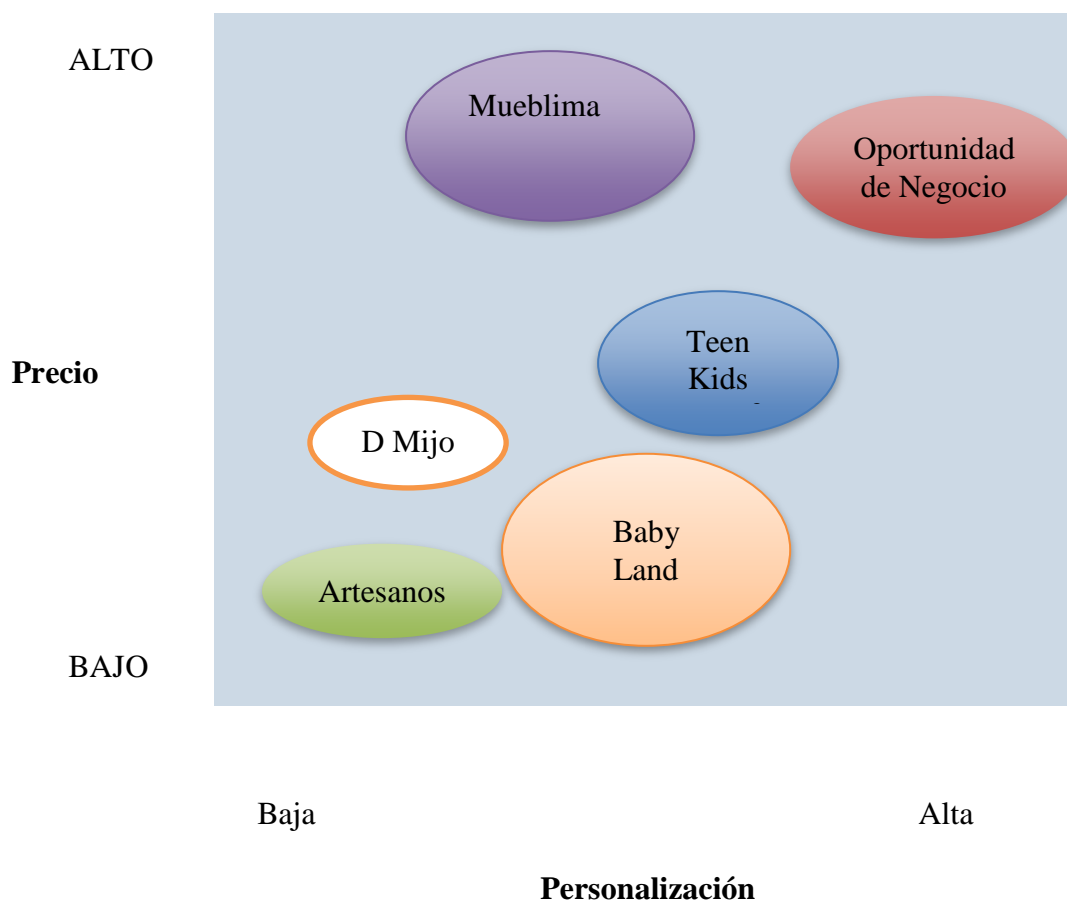 ALTO
Mueblima
Oportunidad
de Negocio
Teen
Kids
Precio
D Mijo
Baby
Land
Artesanos
BAJO
Baja
Alta
Personalización